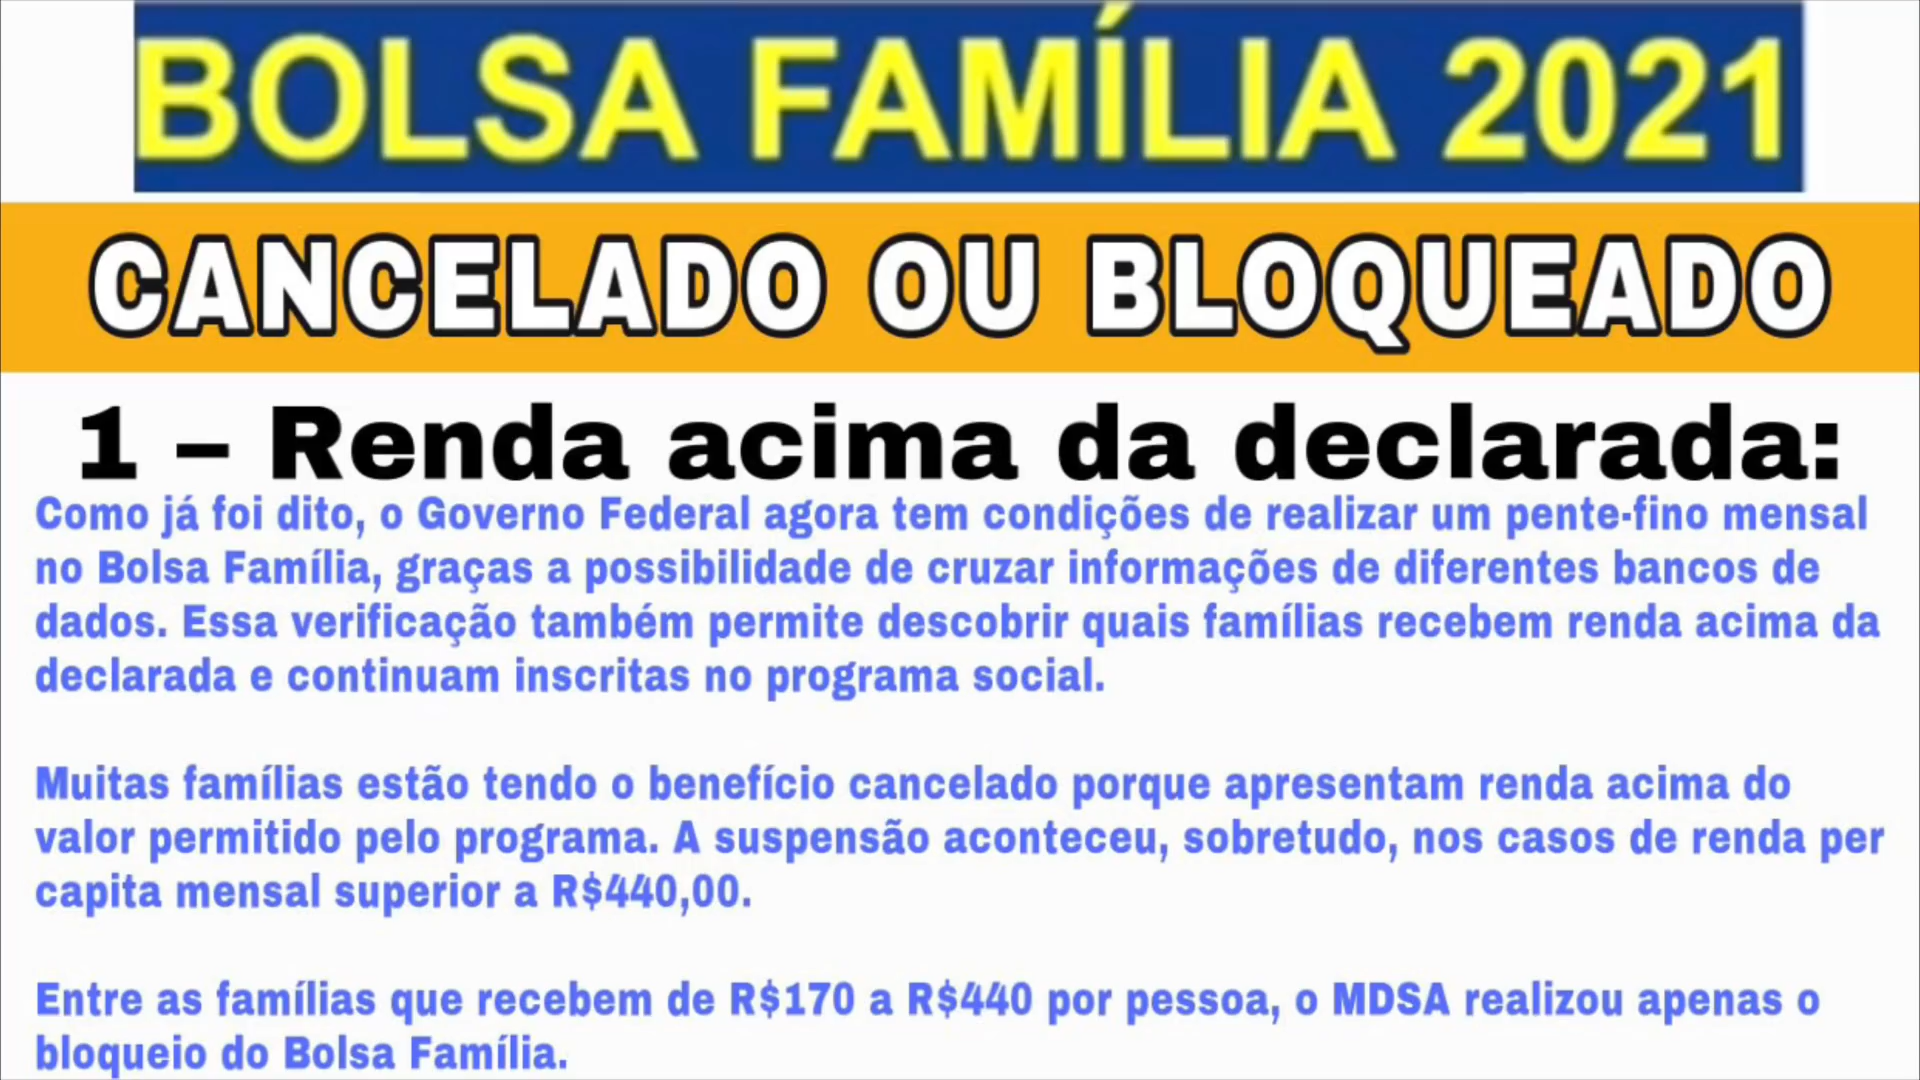 BOLSA FAMÍLIA 2021
CANCELADO OU BLOQUEADO
1 – Renda acima da declarada:
Como já foi dito, o Governo Federal agora tem condições de realizar um pente-fino mensal
no Bolsa Família, graças a possibilidade de cruzar informações de diferentes bancos de
dados. Essa verificação também permite descobrir quais famílias recebem renda acima da
declarada e continuam inscritas no programa social.
Muitas famílias estão tendo o benefício cancelado porque apresentam renda acima do
valor permitido pelo programa. A suspensão aconteceu, sobretudo, nos casos de renda per
capita mensal superior a R$440,00.
Entre as famílias que recebem de R$170 a R$440 por pessoa, o MDSA realizou apenas o
bloqueio do Bolsa Família.